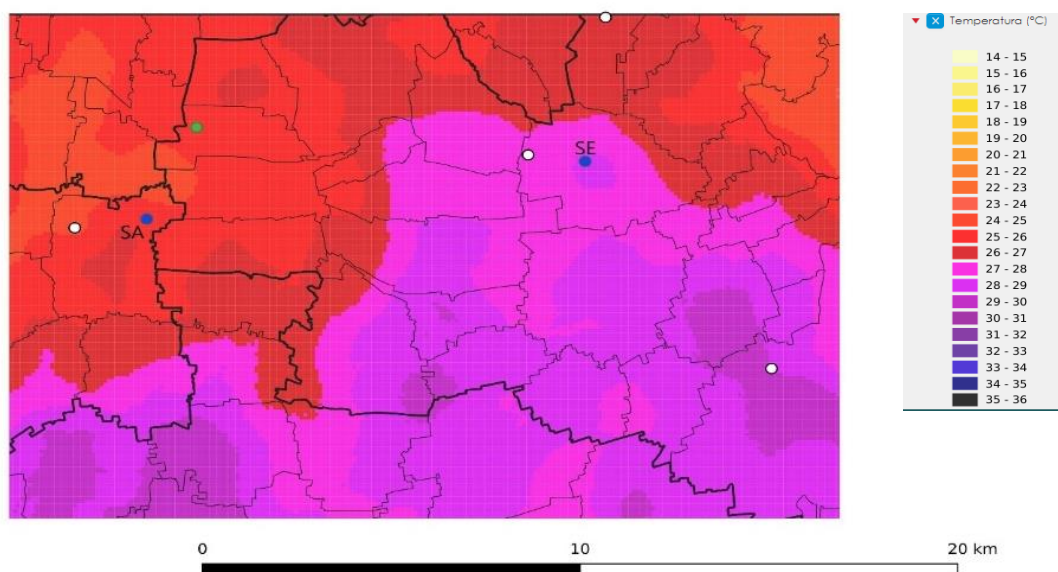 Temperatura (°C)
14 - 15
15 - 16
16 - 17
17 - 18
18 - 19
19 - 20
20 - 21
21 - 22
22 - 23
23 - 24
24 - 25
25 - 26
26 - 27
27 - 28
28 - 29
29 - 30
30 - 31
31 - 32
32 - 33
33 - 34
34 - 35
35 - 36
SE
SA
0
10
20 km